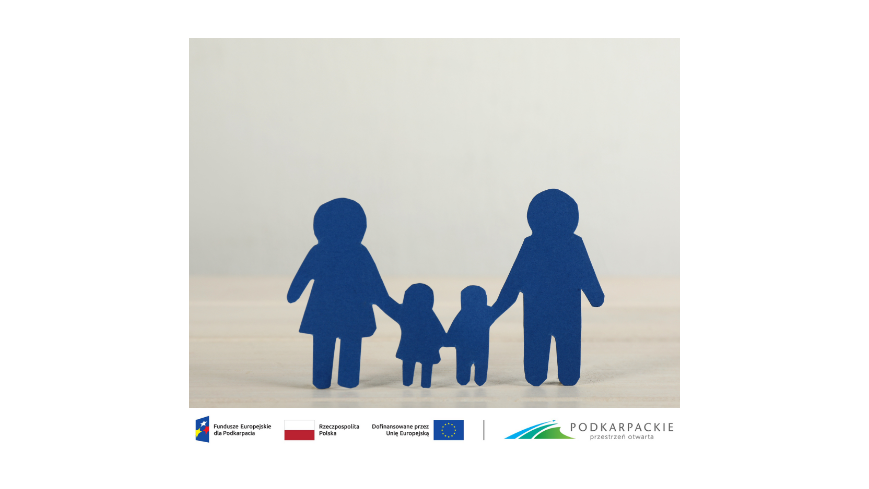 Fundusze Europejskie
dla Podkarpacia
Rzeczpospolita
Polska
Dofinansowane przez
Unię Europejską
PODKARPACKIE
przestrzeń otwarta